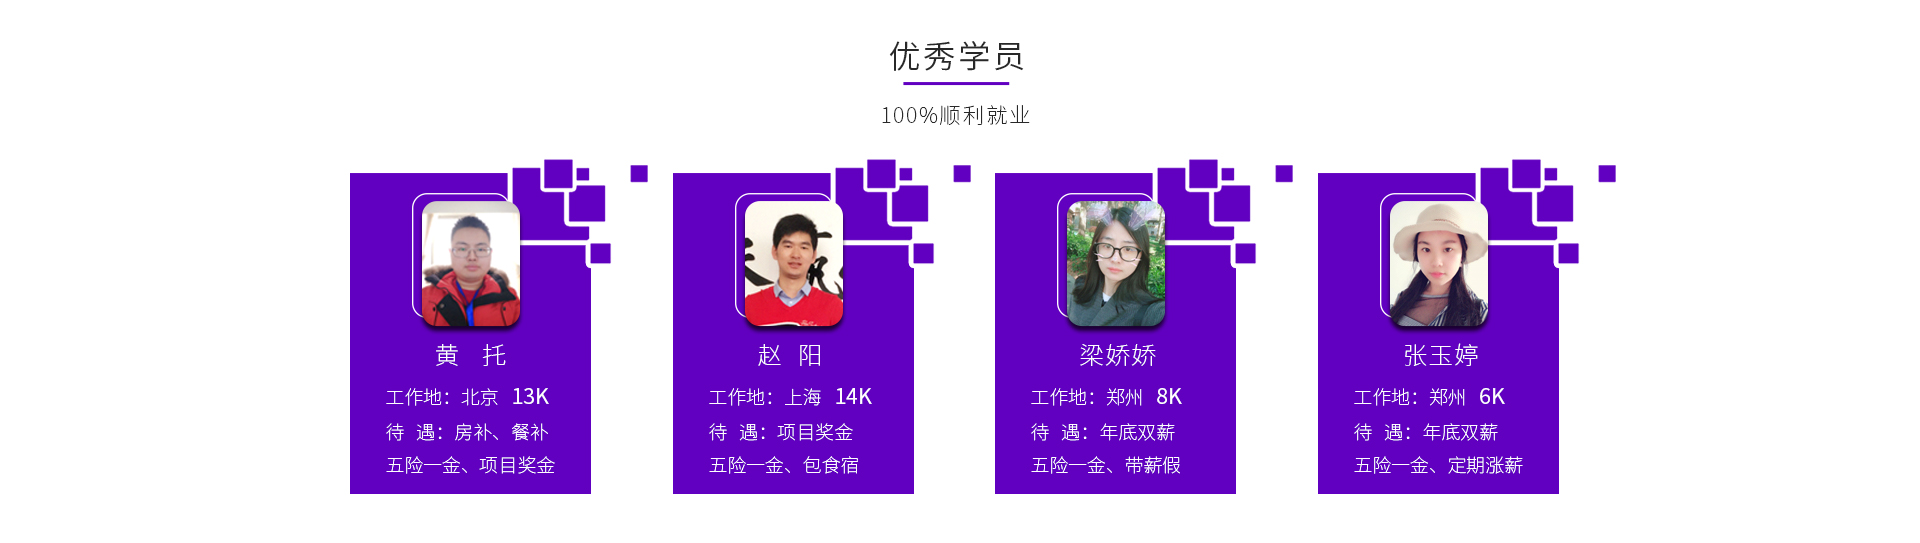 优秀学员
100%顺利就业
黄 托
工作地：北京 13K
待 遇：房补、餐补
五险一金、项目奖金
赵 阳
工作地：上海 14K
待 遇：项目奖金
五险一金、包食宿
梁娇娇
工作地：郑州 8K
待 遇：年底双薪
五险一金、带薪假
张玉婷
工作地：郑州 6K
待 遇：年底双薪
五险一金、定期涨薪